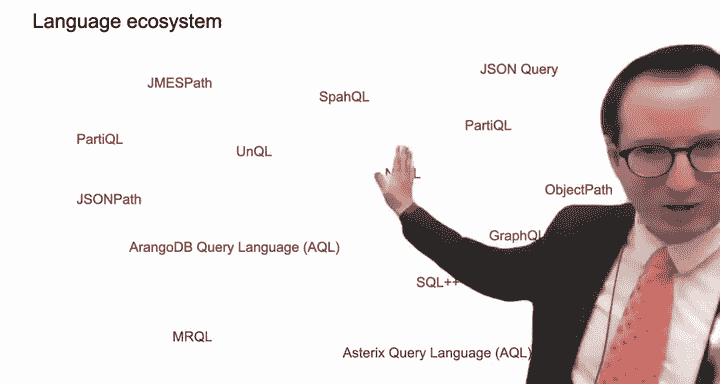 Language ecosystem
JMESPath
SpahQL
JSON Query
PartiQL
UnQL
PartiQL
JSONPath
ObjectPath
ArangoDB Query Language (AQL)
GraphQL
SQL++
MRQL
Asterix Query Language (AQL)